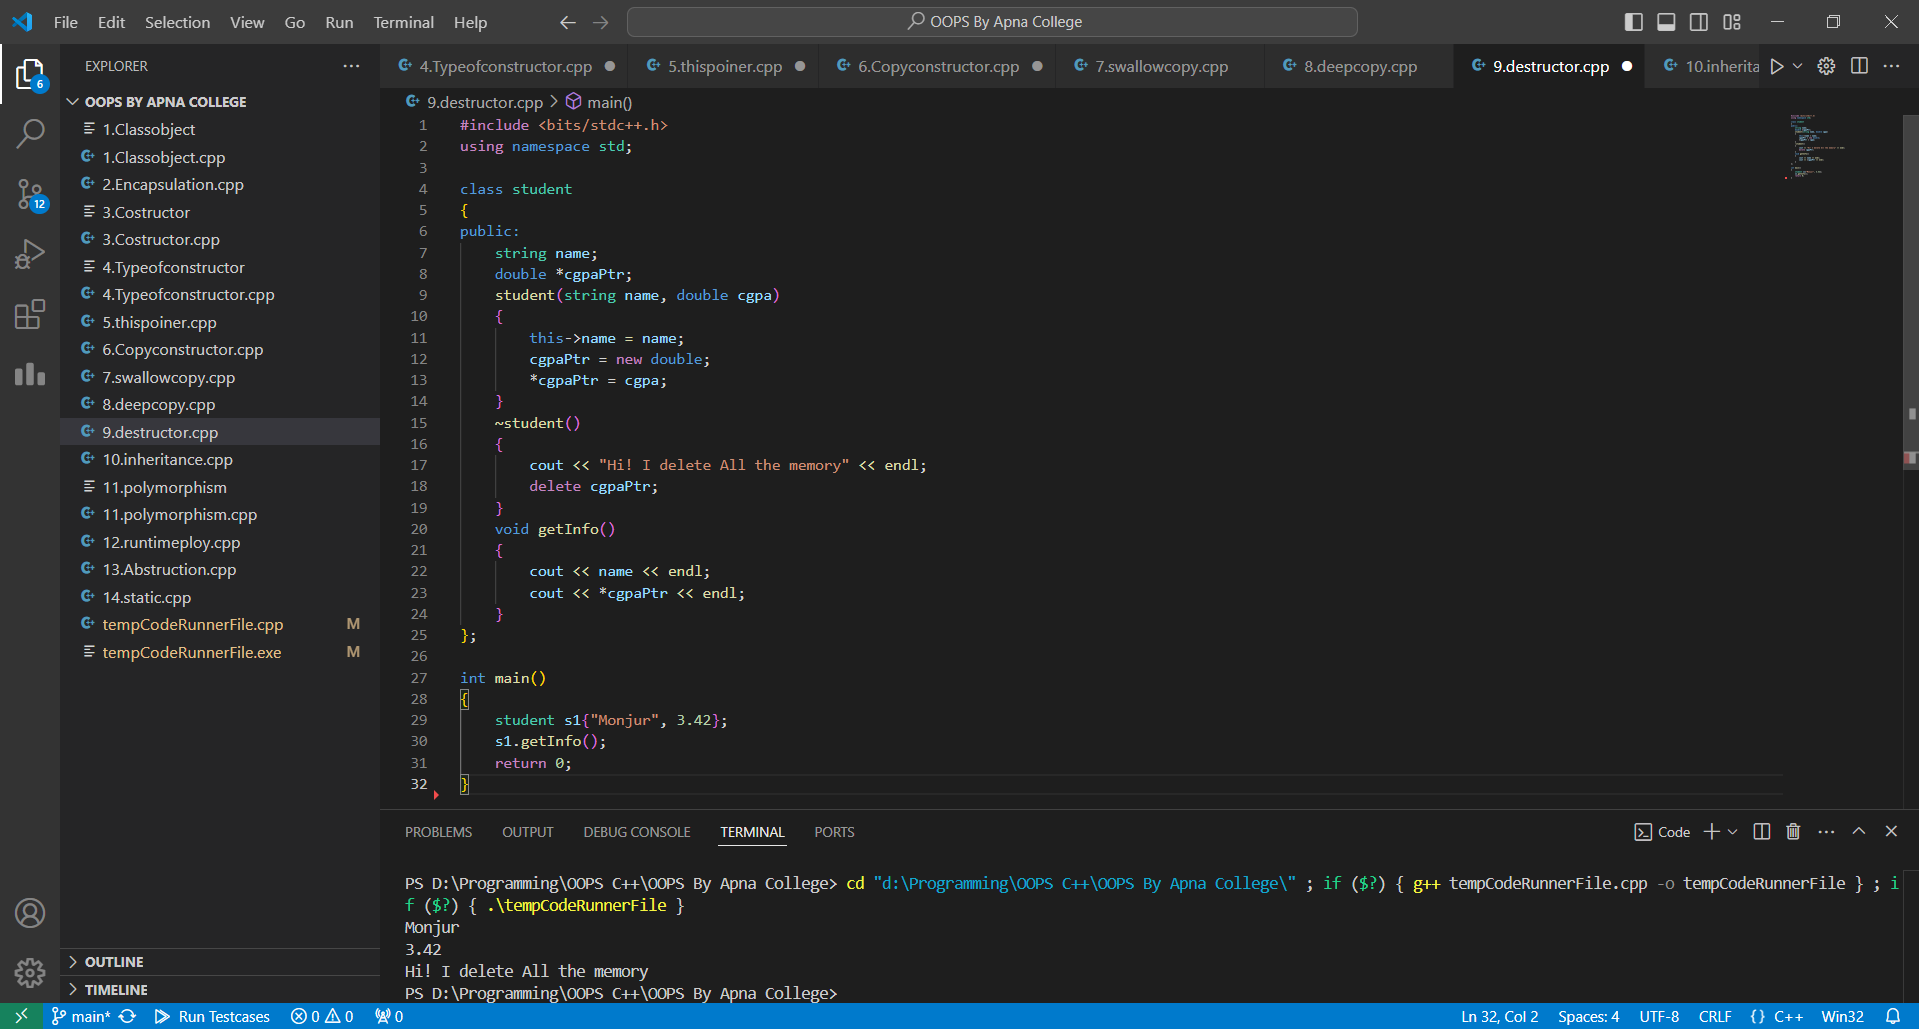 File Edit Selection View Go Run Terminal Help
OOPS By Apna College
EXPLORER
OOPS BY APNA COLLEGE
1.Classobject
1.Classobject.cpp
2.Encapsulation.cpp
3.Costructor
3.Costructor.cpp
4.Typeofconstructor
4.Typeofconstructor.cpp
5.thispoiner.cpp
6.Copyconstructor.cpp
7.swallowcopy.cpp
8.deepcopy.cpp
9.destructor.cpp
10.inheritance.cpp
11.polymorphism
11.polymorphism.cpp
12.runtimeploy.cpp
13.Abstruction.cpp
14.static.cpp
tempCodeRunnerFile.cpp M
tempCodeRunnerFile.exe M
OUTLINE
TIMELINE
6
12
4.Typeofconstructor.cpp 5.thispoiner.cpp 6.Copyconstructor.cpp 7.swallowcopy.cpp 8.deepcopy.cpp 9.destructor.cpp 10.inherita
9.destructor.cpp > main()
1 #include <bits/stdc++.h>
2 using namespace std;
3
4 class student
5 {
6 public:
7 string name;
8 double *cgpaPtr;
9 student(string name, double cgpa)
10 {
11 this->name = name;
12 cgpaPtr = new double;
13 *cgpaPtr = cgpa;
14 }
15 ~student()
16 {
17 cout << "Hi! I delete All the memory" << endl;
18 delete cgpaPtr;
19 }
20 void getInfo()
21 {
22 cout << name << endl;
23 cout << *cgpaPtr << endl;
24 }
25 };
26
27 int main()
28 {
29 student s1{"Monjur", 3.42};
30 s1.getInfo();
31 return 0;
32 }
PROBLEMS OUTPUT DEBUG CONSOLE TERMINAL PORTS
Code
PS D:\Programming\OOPS C++\OOPS By Apna College> cd "d:\Programming\OOPS C++\OOPS By Apna College\" ; if ($?) { g++ tempCodeRunnerFile.cpp -o tempCodeRunnerFile } ; i
f ($?) { .\tempCodeRunnerFile }
Monjur
3.42
Hi! I delete All the memory
PS D:\Programming\OOPS C++\OOPS By Apna College>
main* Run Testcases 0 0 0 Ln 32, Col 2 Spaces: 4 UTF-8 CRLF {} C++ Win32